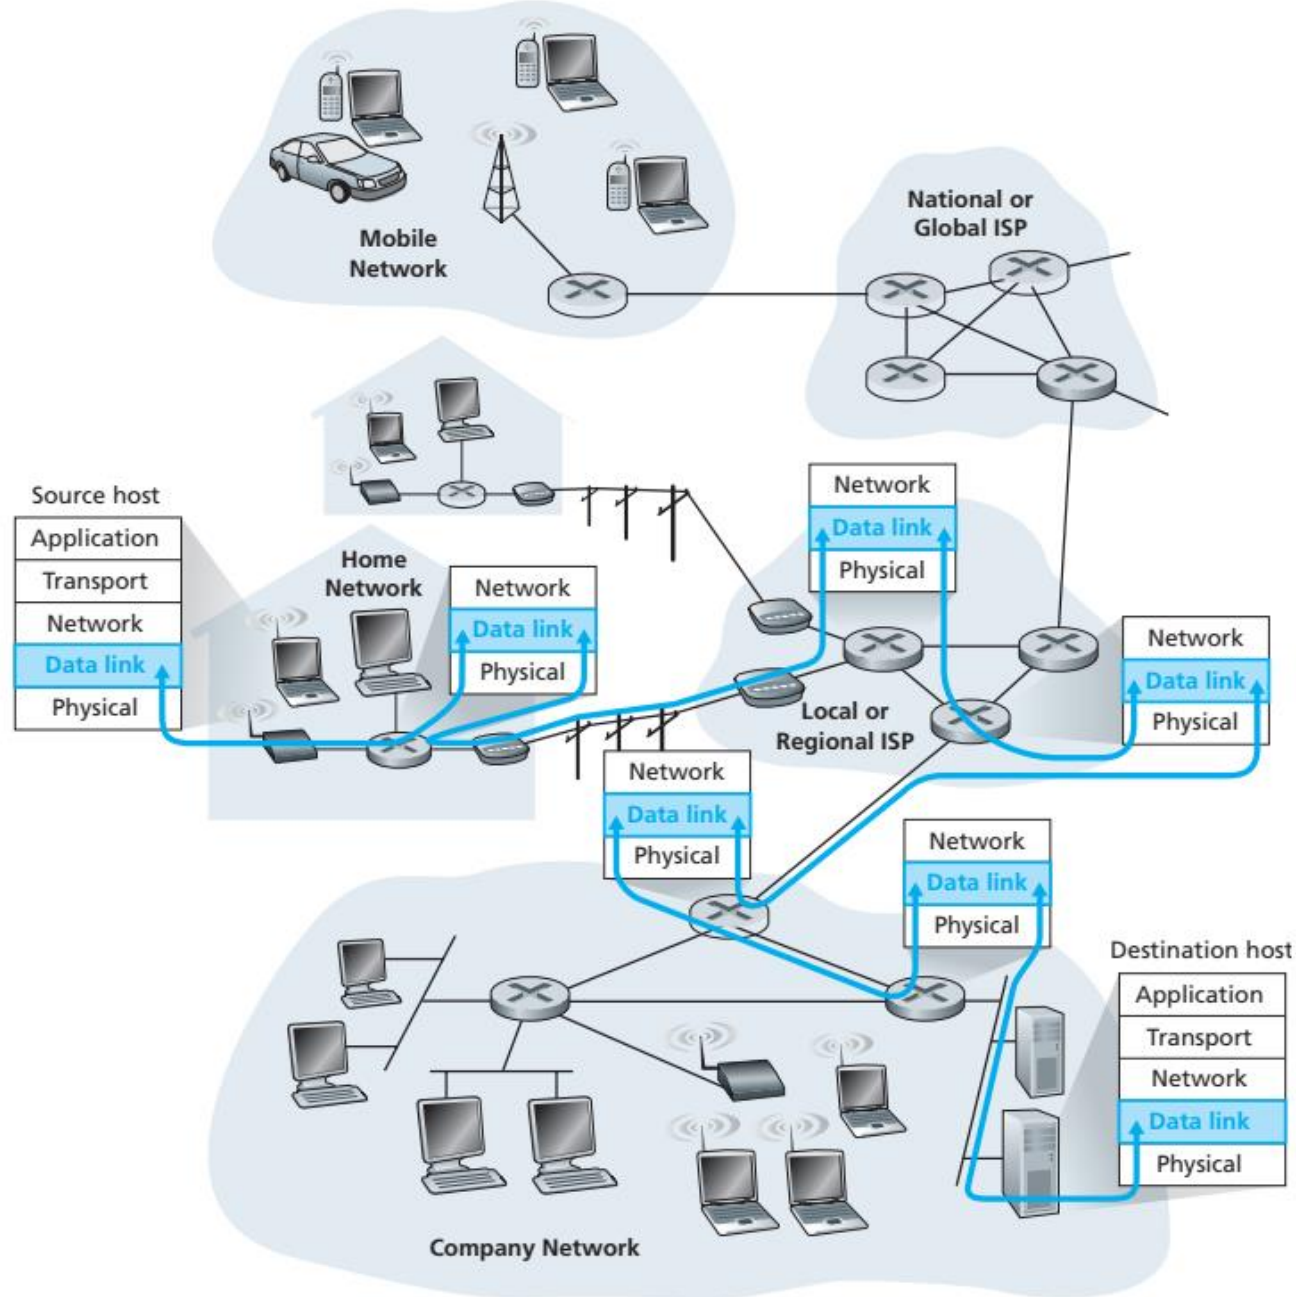 Mobile
Network
National or
Global ISP
Source host
Application
Transport
Network
Data link
Physical
Home
Network
Network
Data link
Physical
Network
Data link
Physical
Local or
Regional ISP
Network
Data link
Physical
Network
Data link
Physical
Network
Data link
Physical
Destination host
Application
Transport
Network
Data link
Physical
Company Network